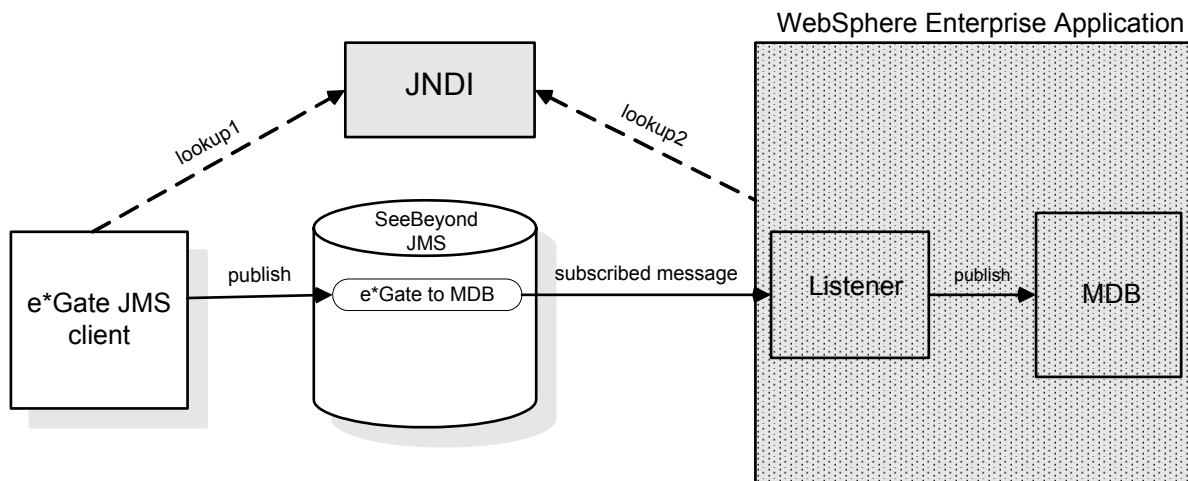 WebSphere Enterprise Application
JNDI
lookup1
lookup2
SeeBeyond
JMS
e*Gate JMS
client
publish
e*Gate to MDB
subscribed message
Listener
publish
MDB